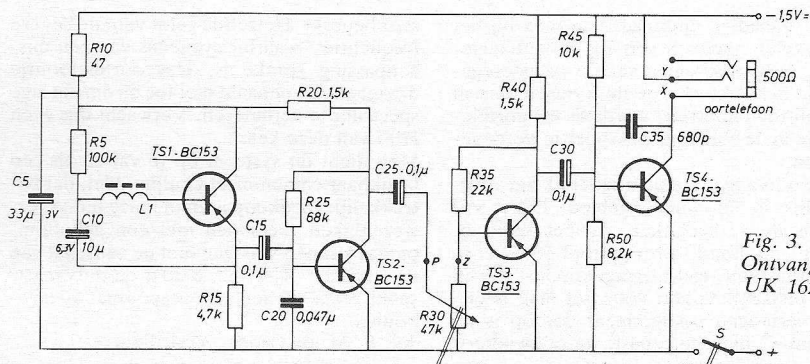 -1,5V=
R10
47
R20-1,5k
R5
100k
TS1-BC153
C5
33μ
3V
C10
6,3V
10μ
L1
C15
0,1μ
R25
68k
C25-0,1μ
TS2-
BC153
R15
4,7k
C20
0,047μ
P
Z
R30
47k
R35
22k
TS3-
BC153
R40
1,5k
C30
0,1μ
R45
10k
C35
680p
R50
8,2k
TS4-
BC153
Y
X
500Ω
oortelefoon
S
+
Fig. 3.
Ontvan
UK 16